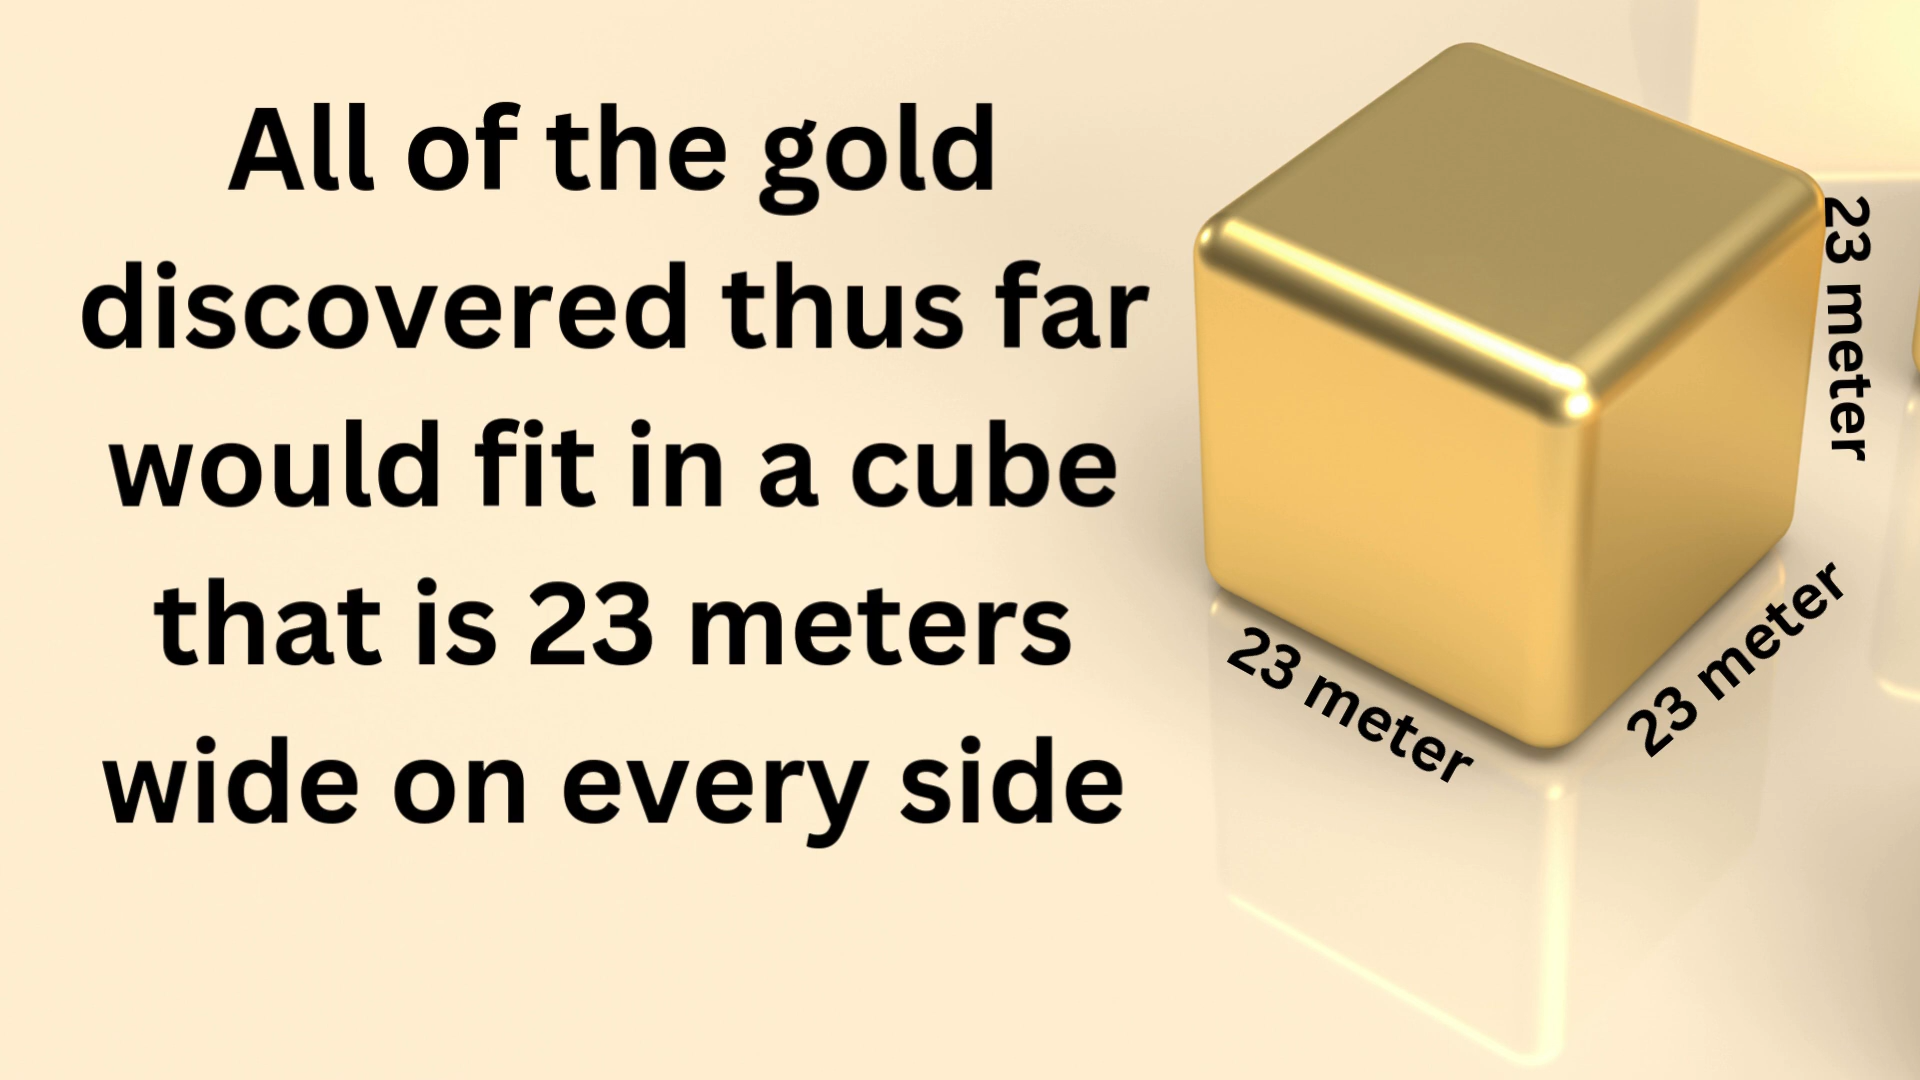 All of the gold
discovered thus far
would fit in a cube
that is 23 meters
wide on every side
23 meter
23 meter
23 meter